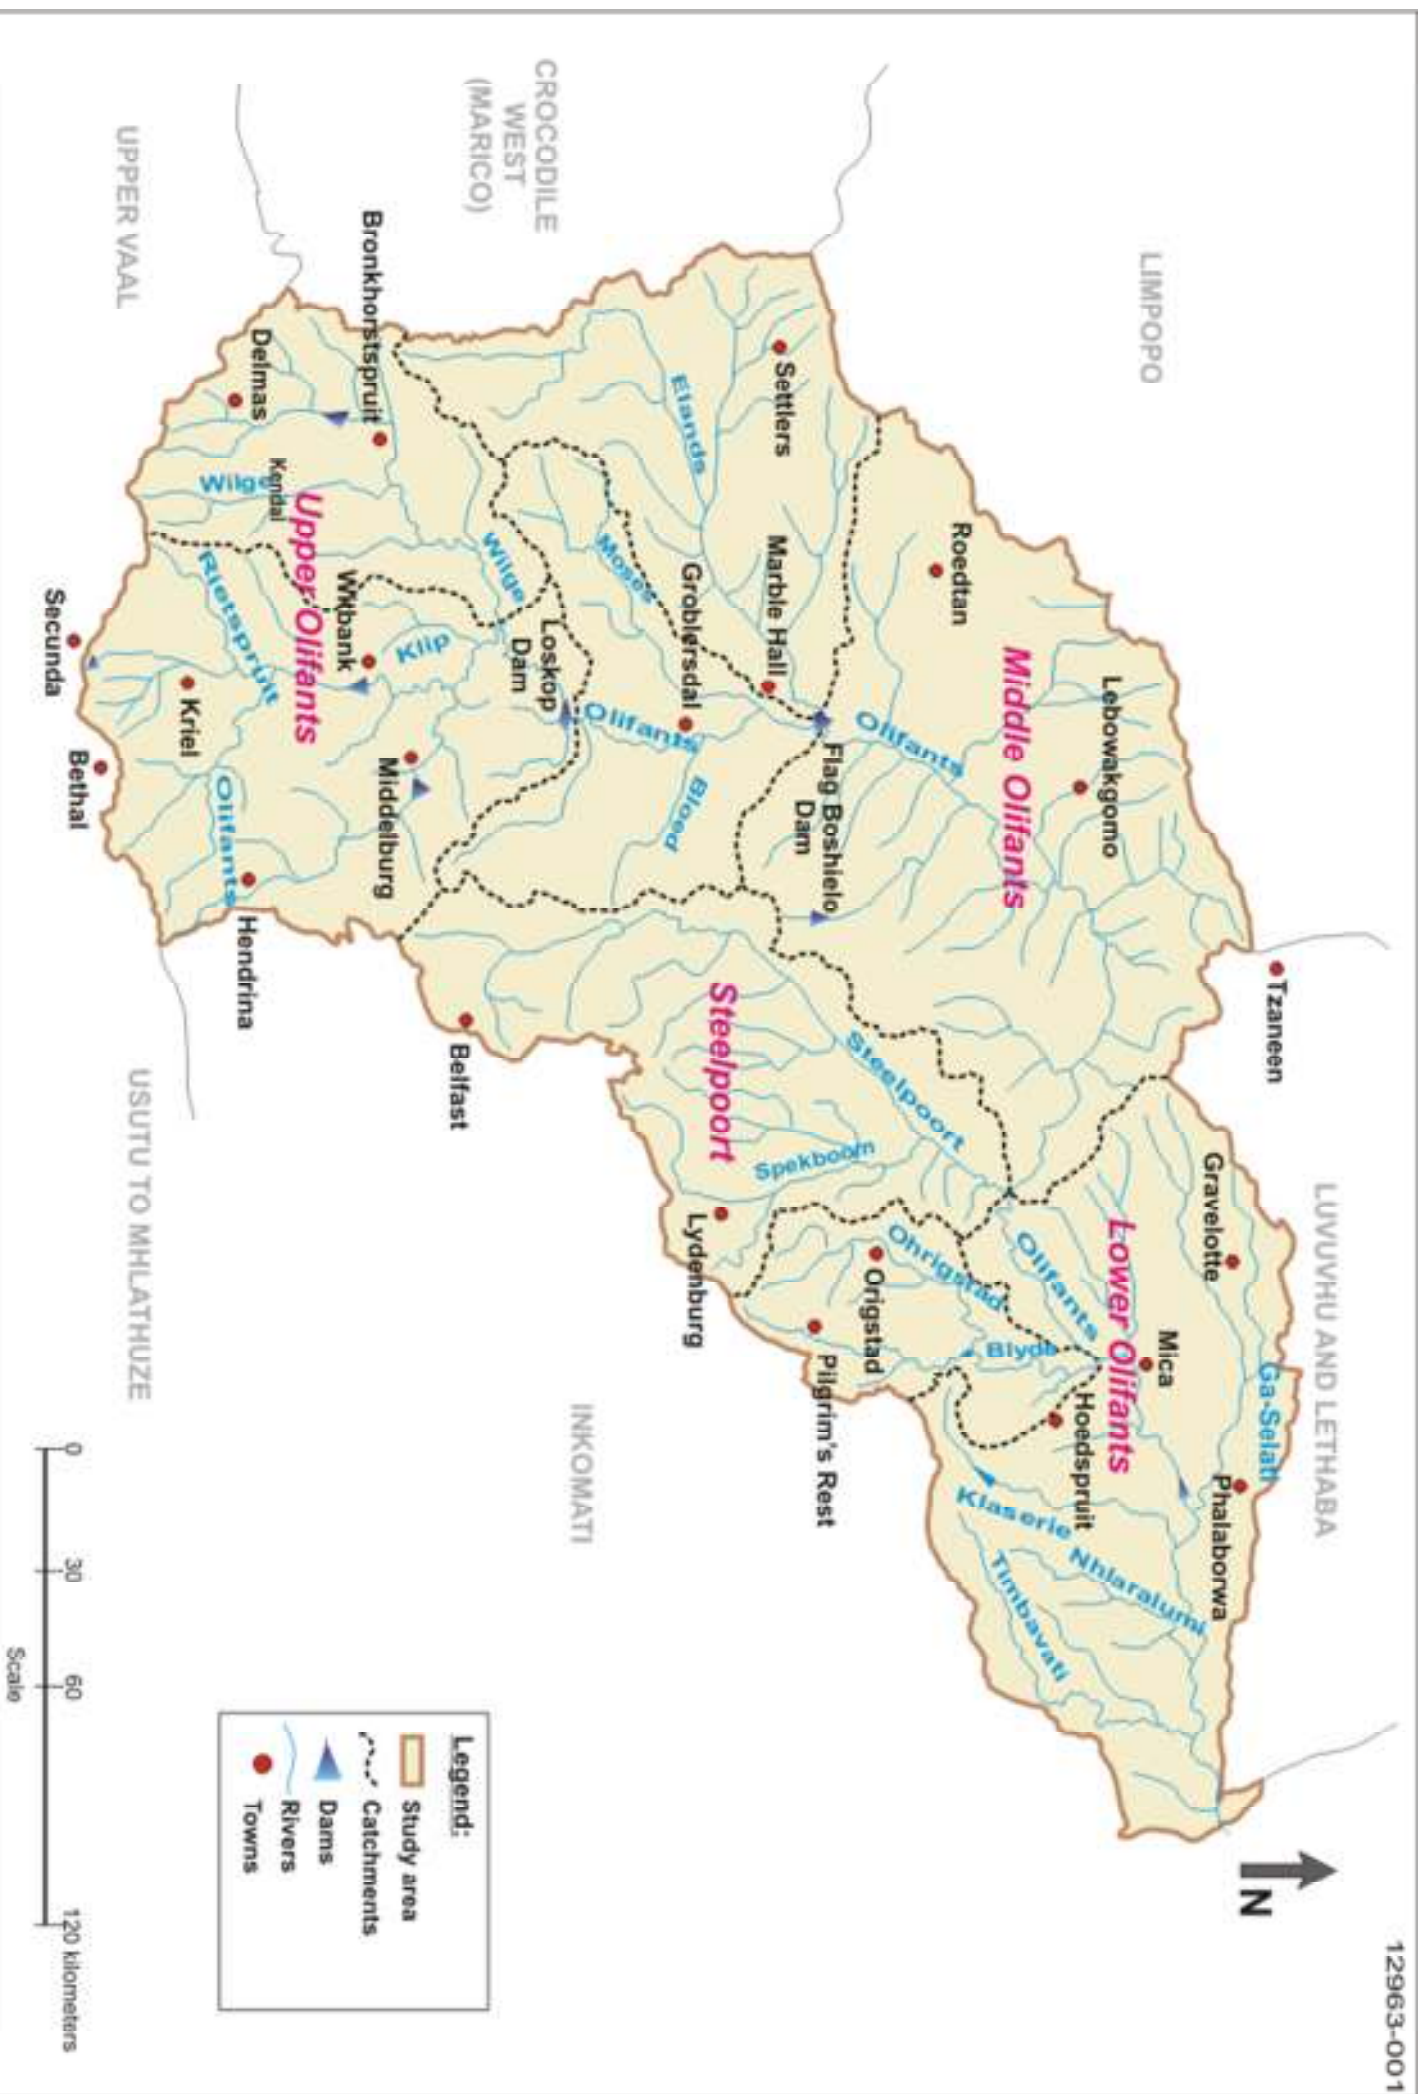 12963-001
N
LIMPOPO
LUVUVHU AND LETHABA
Tzaneen
Gravelotte
Ga-Selati
Phalaborwa
Lebowakgomo
Mica
Lower Olifants
Middle Olifants
Hoedspruit
Olifants
Nhlaralumi
Roedtan
Klaserie
Timbavati
Blyde
Olifants
Ohrigstad
Steelpoort
Origstad
Flag Boshielo
Dam
Spekboom
Pilgrim's Rest
Settlers
Marble Hall
Steelpoort
Lydenburg
Elands
Groblersdal
Bloed
Olifants
Moses
INKOMATI
CROCODILE
WEST
(MARICO)
Loskop
Dam
Wilge
Belfast
Klip
Bronkhorstspruit
Middelburg
Witbank
Upper Olifants
Kendal
Delmas
Wilge
Rietspruit
Hendrina
Olifants
Kriel
UPPER VAAL
USUTU TO MHLATHUZE
Bethal
Secunda
Legend:
Study area
Catchments
Dams
Rivers
Towns
0 30 60 120 kilometers
Scale